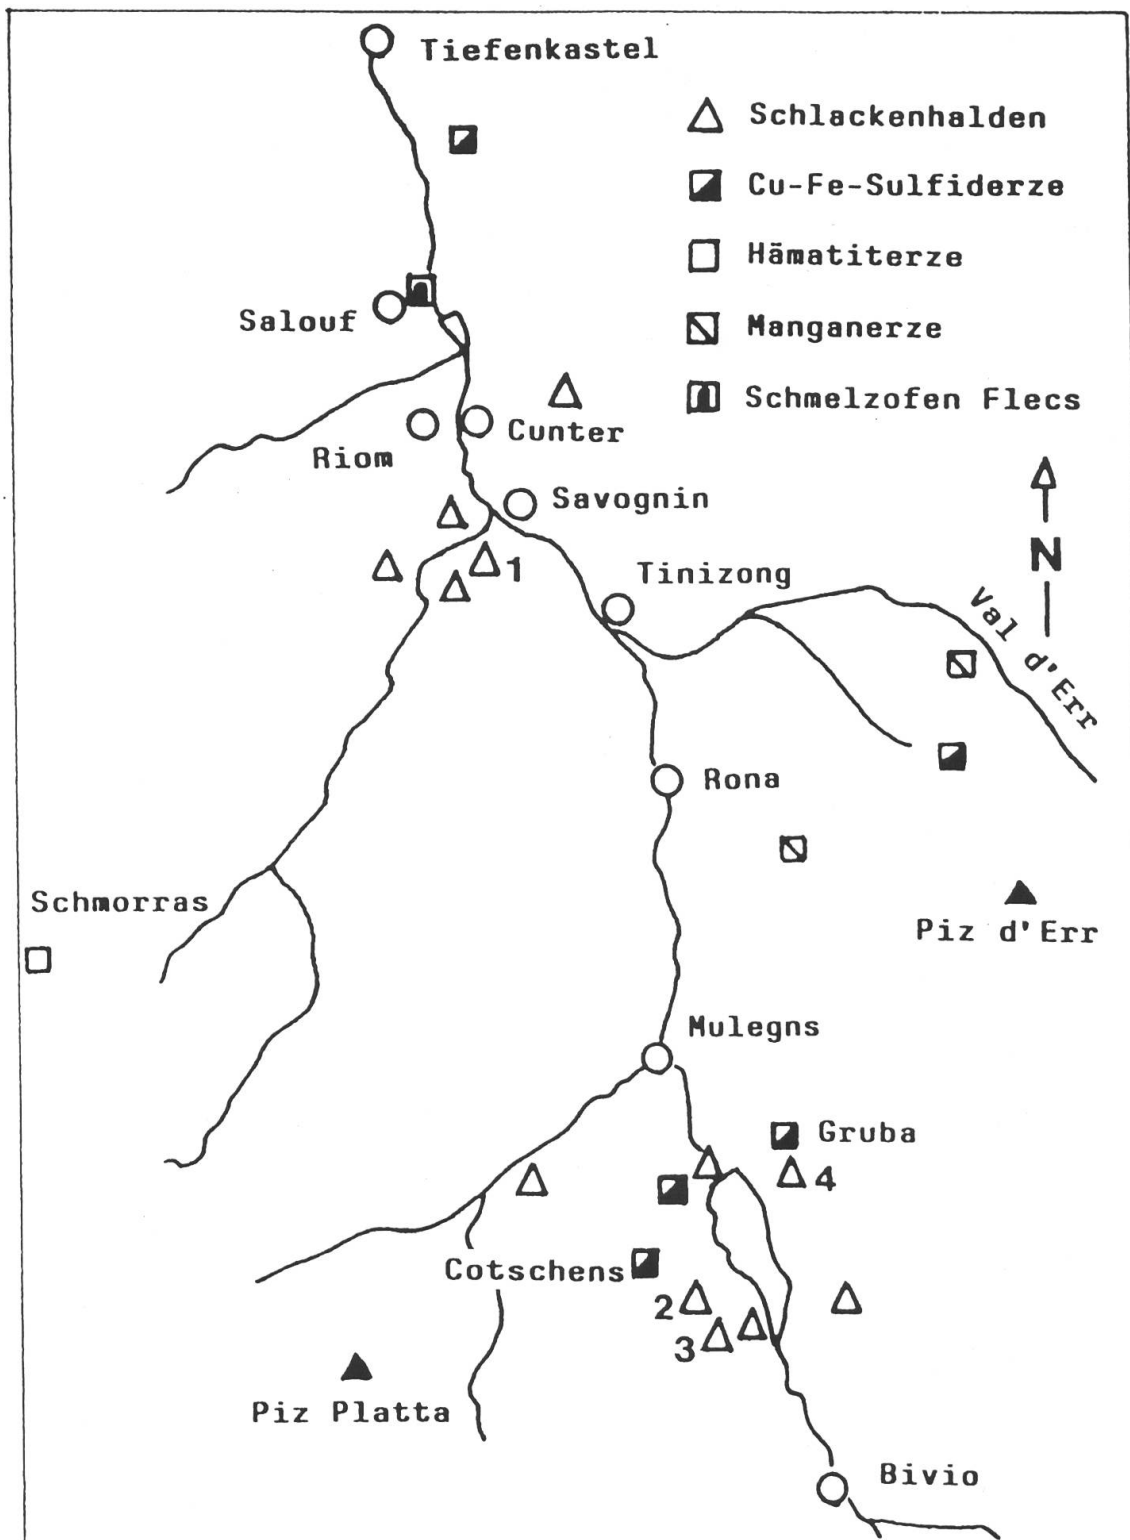 Tiefenkastel
Schlackenhalden
Cu-Fe-Sulfiderze
Hämatiterze
Manganerze
Schmelzofen Flecs
Salouf
Cunter
Riom
Savognin
1
N
Tinizong
Val d'Err
Rona
Schmorras
Piz d'Err
Mulegns
Gruba
4
Cotschens
2
3
Piz Platta
Bivio